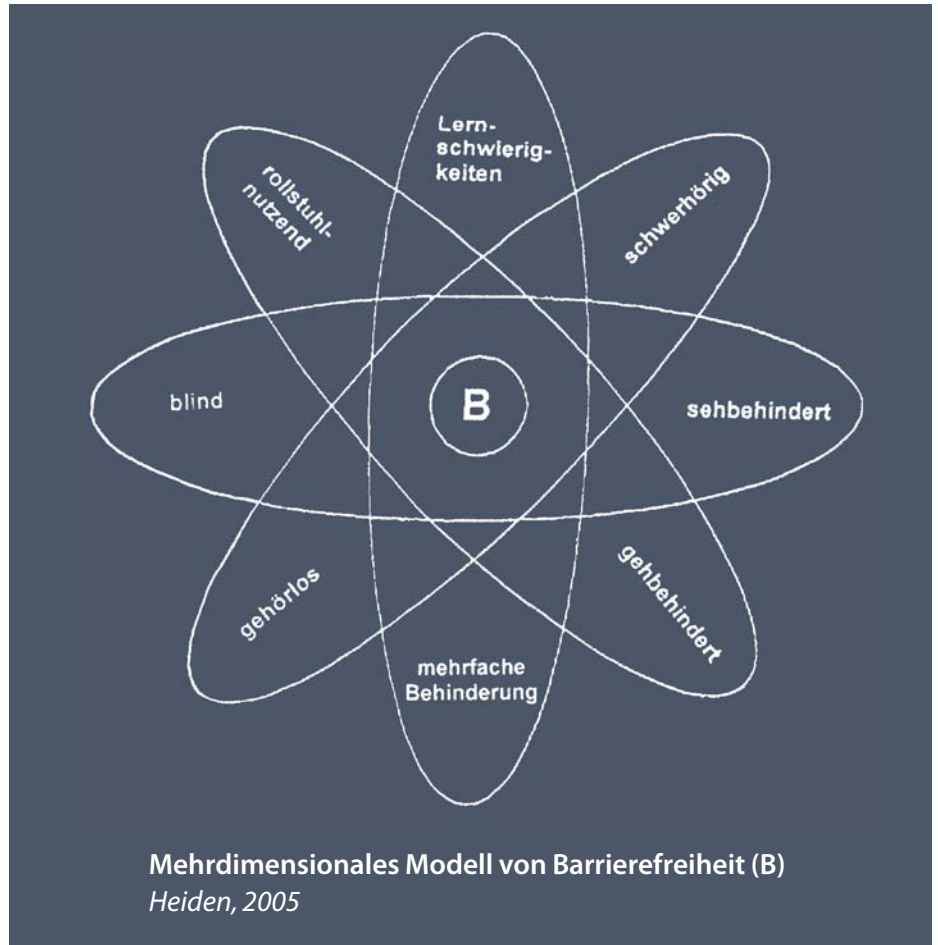 Lern-
schwierig-
keiten
rollstuhl-
nutzend
schwerhörig
blind
B
sehbehindert
gehörlos
gehbehindert
mehrfache
Behinderung
Mehrdimensionales Modell von Barrierefreiheit (B)
Heiden, 2005